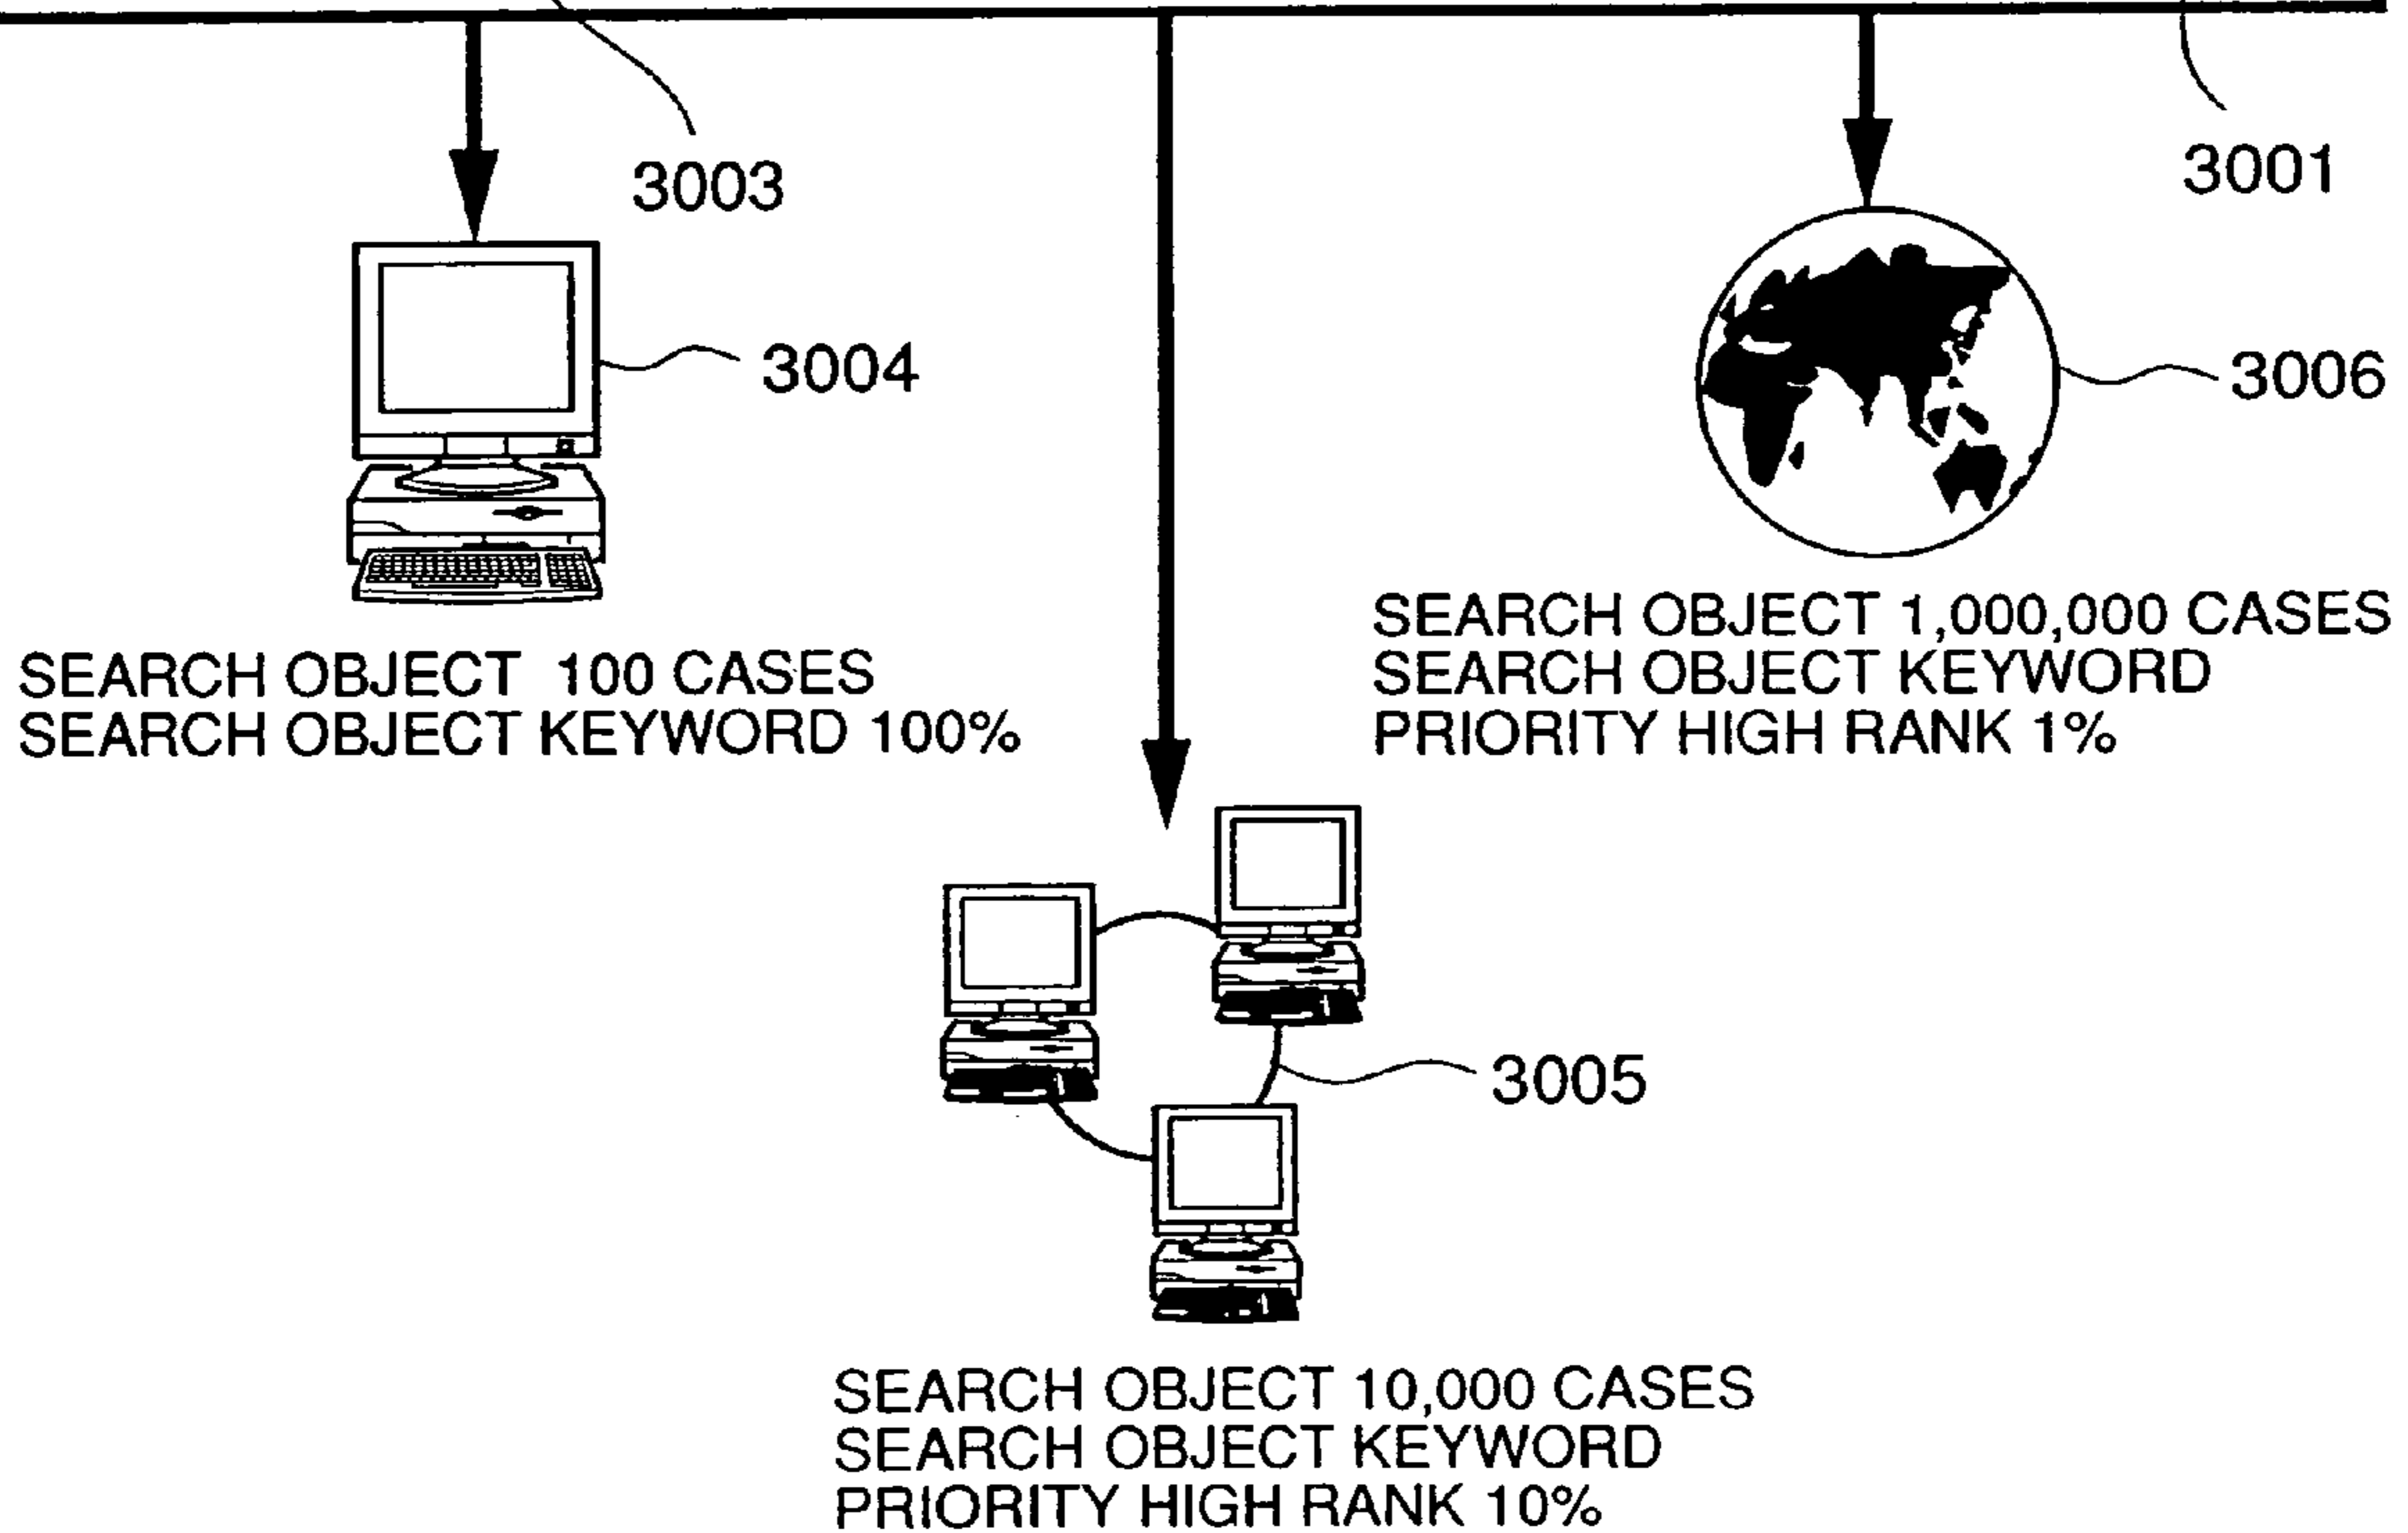 3003
3001
3004
3006
SEARCH OBJECT 100 CASES
SEARCH OBJECT KEYWORD 100%
SEARCH OBJECT 1,000,000 CASES
SEARCH OBJECT KEYWORD
PRIORITY HIGH RANK 1%
3005
SEARCH OBJECT 10,000 CASES
SEARCH OBJECT KEYWORD
PRIORITY HIGH RANK 10%